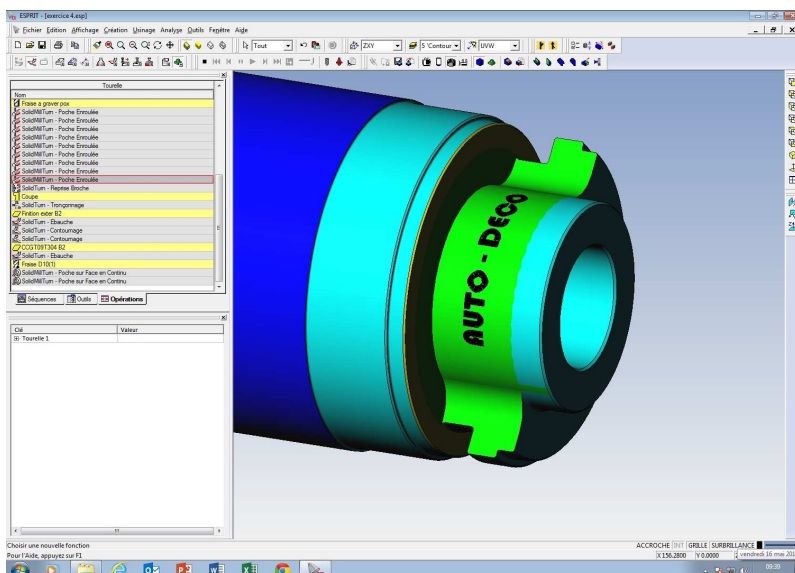 ESPRIT - [exercice 4.esp]
Fichier Edition Affichage Création Usinage Analyse Outils Fenêtre Aide
Tout ZXY 5 'Contour UVW
Tourelle
Nom
Fraise a graver pox
SolidMillTurn - Poche Enroulée
SolidMillTurn - Poche Enroulée
SolidMillTurn - Poche Enroulée
SolidMillTurn - Poche Enroulée
SolidMillTurn - Poche Enroulée
SolidMillTurn - Poche Enroulée
SolidMillTurn - Poche Enroulée
SolidMillTurn - Poche Enroulée
SolidMillTurn - Poche Enroulée
SolidTurn - Reprise Broche
Coupe
SolidTurn - Tronçonnage
Finition exter B2
SolidTurn - Ebauche
SolidTurn - Contournage
SolidTurn - Contournage
CCGT09T304 B2
SolidTurn - Ebauche
Fraise D10(1)
SolidMillTurn - Poche sur Face en Continu
SolidMillTurn - Poche sur Face en Continu
Séquences Outils Opérations
Clé Valeur
Tourelle 1
AUTO-DECO
Choisir une nouvelle fonction
ACCROCHE INT GRILLE SURBRILLANCE
Pour l'Aide, appuyez sur F1
X 156.2800 Y 0.0000
vendredi 16 mai 201
09:39